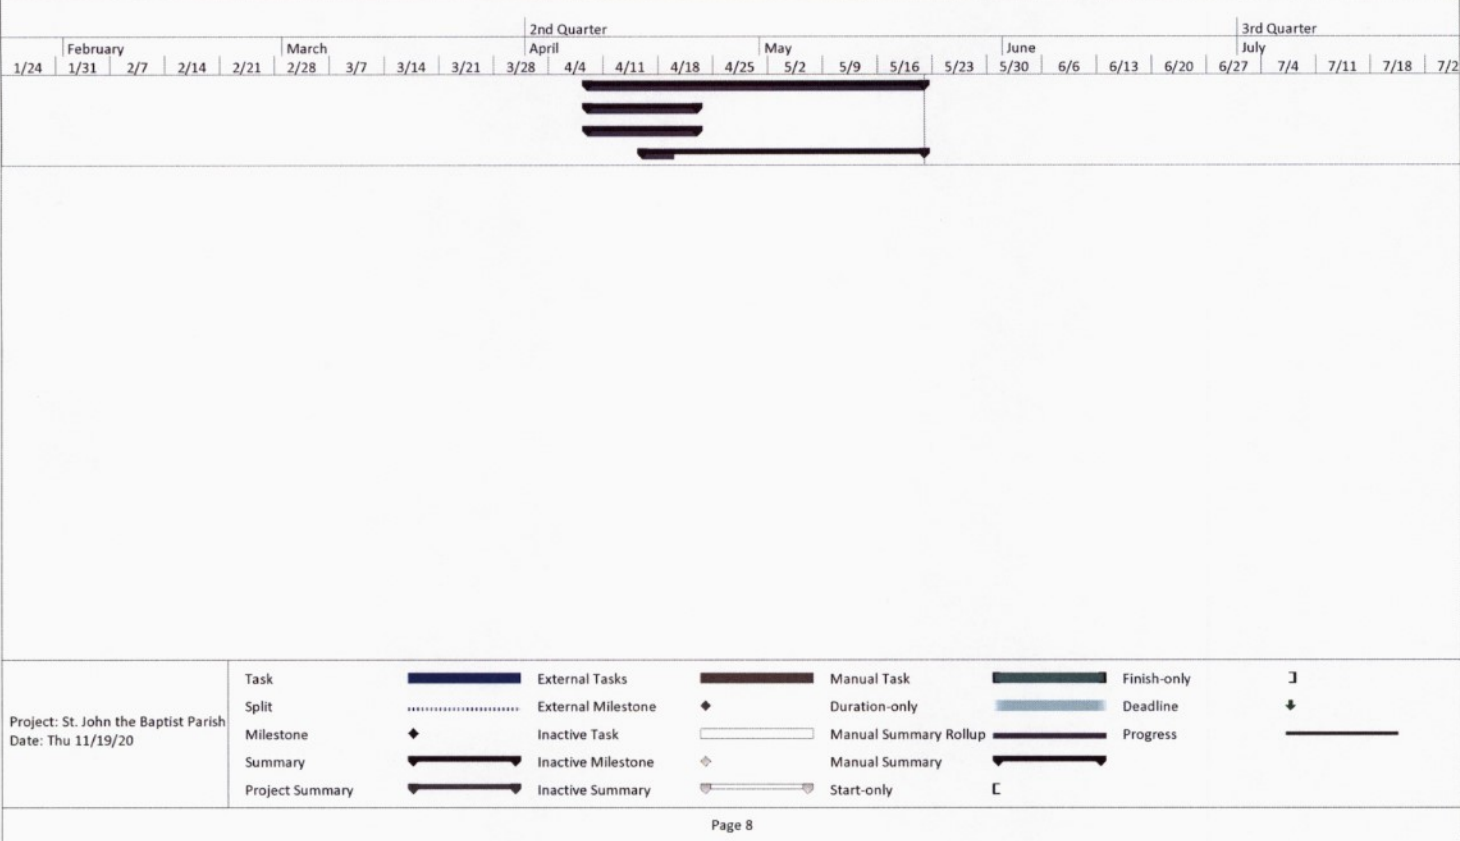 2nd Quarter 3rd Quarter
February March April May June July
1/24 1/31 2/7 2/14 2/21 2/28 3/7 3/14 3/21 3/28 4/4 4/11 4/18 4/25 5/2 5/9 5/16 5/23 5/30 6/6 6/13 6/20 6/27 7/4 7/11 7/18 7/2
Project: St. John the Baptist Parish
Date: Thu 11/19/20
Task External Tasks Manual Task Finish-only
Split External Milestone Duration-only Deadline
Milestone Inactive Task Manual Summary Rollup Progress
Summary Inactive Milestone Manual Summary
Project Summary Inactive Summary Start-only
Page 8